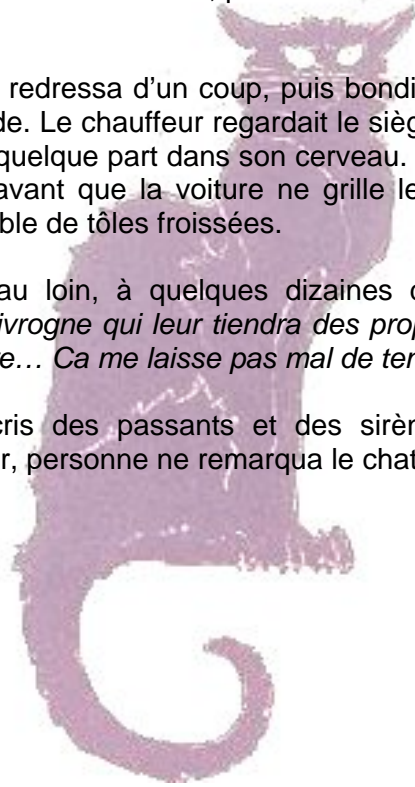 redressa d'un coup, puis bondi
de. Le chauffeur regardait le sièg
quelque part dans son cerveau.
avant que la voiture ne grille le
ble de tôles froissées.
au loin, à quelques dizaines
ivrogne qui leur tiendra des prop
re… Ca me laisse pas mal de ten
cris des passants et des sirèn
r, personne ne remarqua le chat